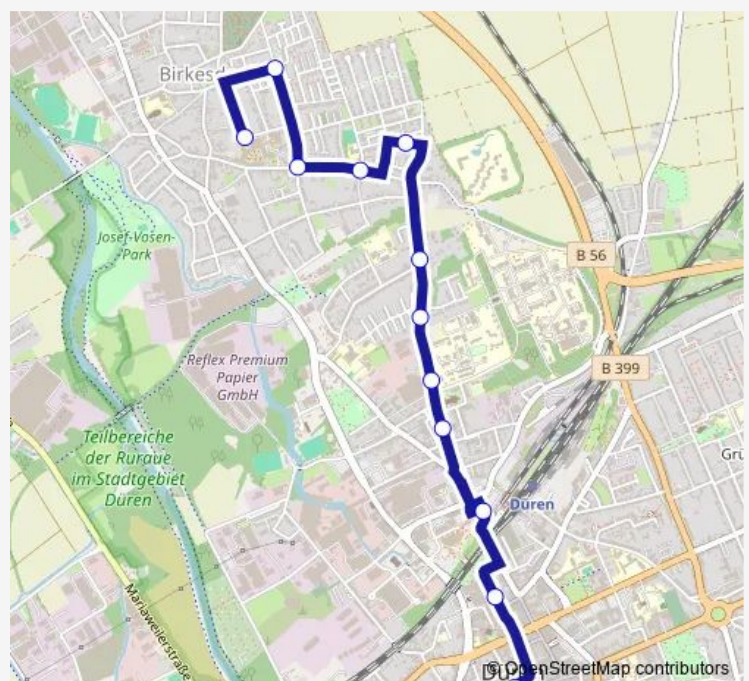 Birkesd
Josef-Vosen-
Park
B 56
Reflex Premium
Papier
GmbH
B 399
Teilbereiche
der Ruraue
im Stadtgebiet
Düren
Grü
Düren
Mariaweilerstraße
© OpenStreetMap contributors